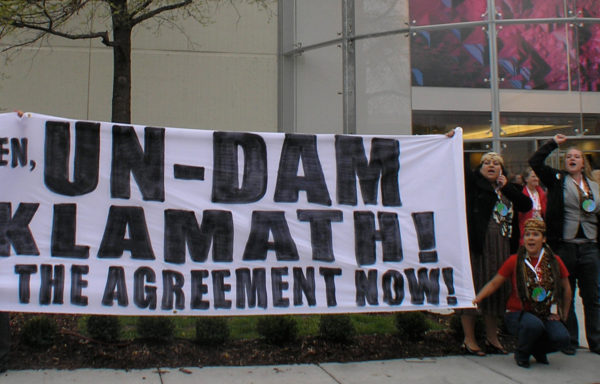 EN, UN-DAM
KLAMATH!
THE AGREEMENT NOW!